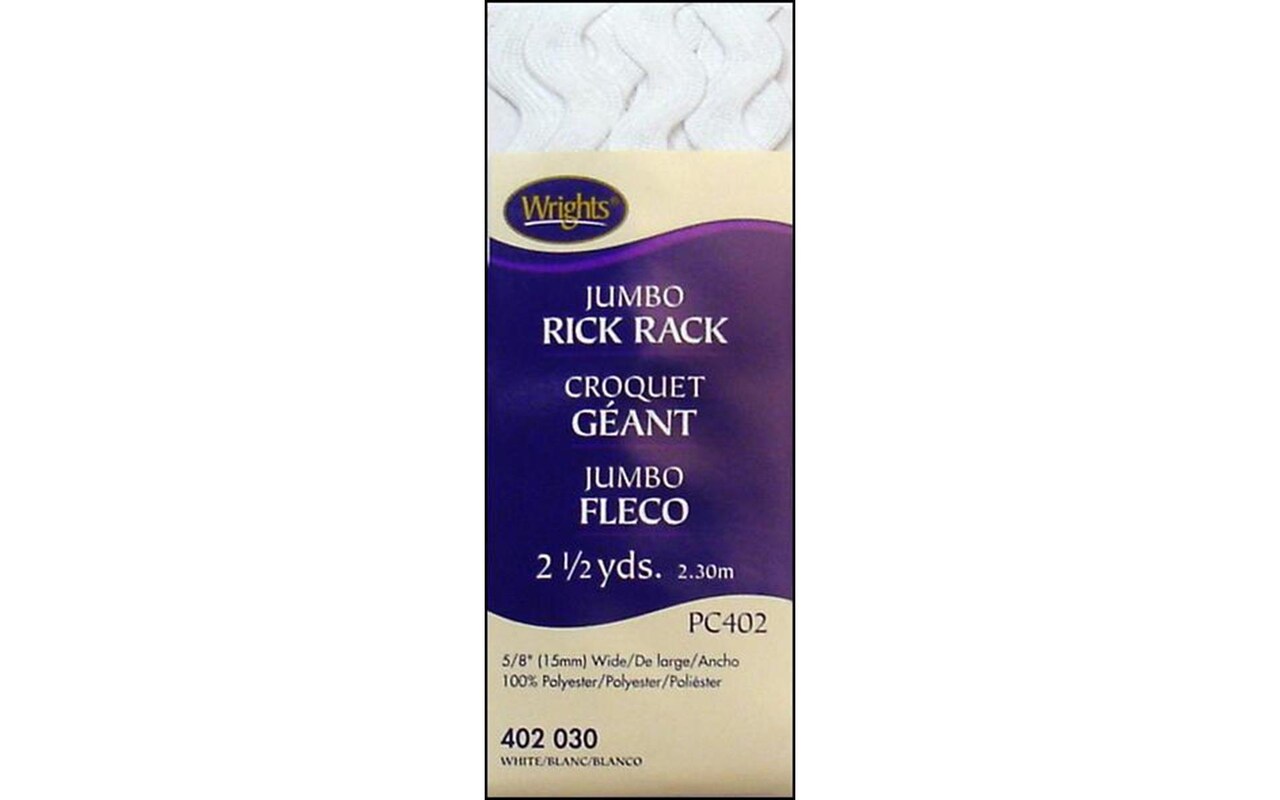 Wrights®
JUMBO
RICK RACK
CROQUET
GÉANT
JUMBO
FLECO
2 1/2 yds. 2.30m
PC402
5/8" (15mm) Wide/De large/Ancho
100% Polyester/Polyester/Poliéster
402 030
WHITE/BLANC/BLANCO